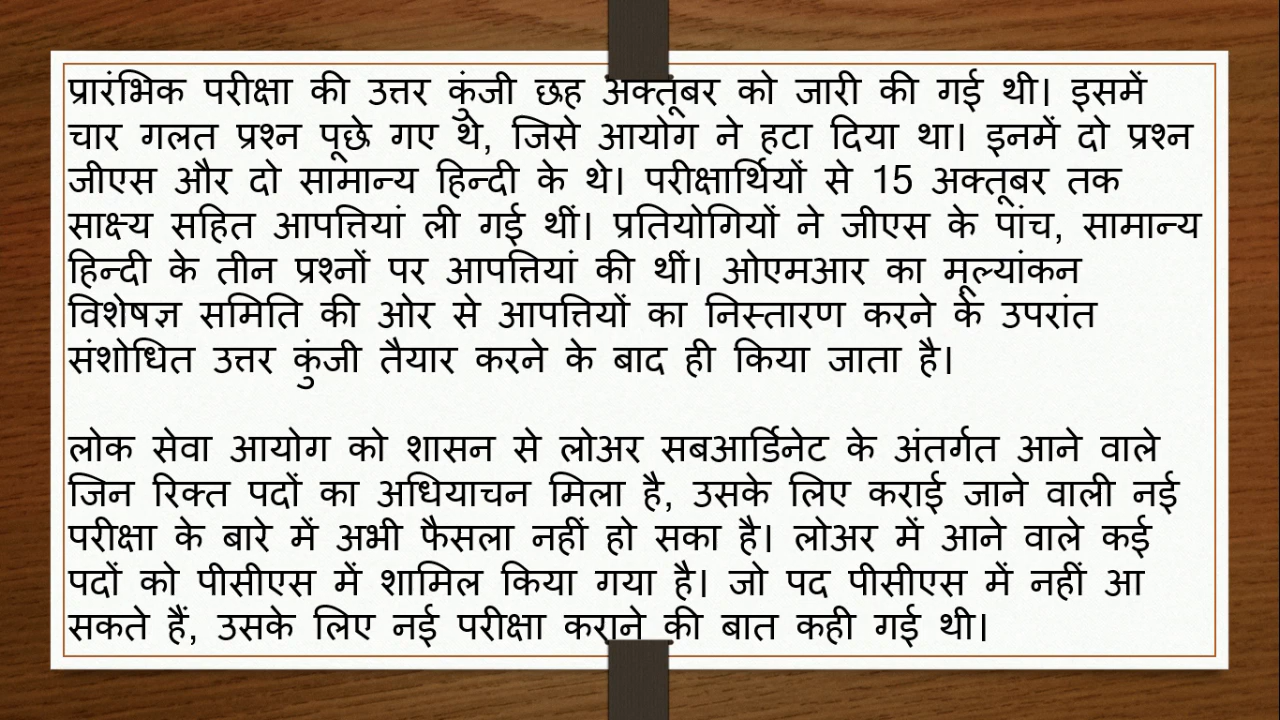 प्रारंभिक परीक्षा की उत्तर कुंजी छह अक्तूबर को जारी की गई थी। इसमें
चार गलत प्रश्न पूछे गए थे, जिसे आयोग ने हटा दिया था। इनमें दो प्रश्न
जीएस और दो सामान्य हिन्दी के थे। परीक्षार्थियों से 15 अक्तूबर तक
साक्ष्य सहित आपत्तियां ली गई थीं। प्रतियोगियों ने जीएस के पांच, सामान्य
हिन्दी के तीन प्रश्नों पर आपत्तियां की थीं। ओएमआर का मूल्यांकन
विशेषज्ञ समिति की ओर से आपत्तियों का निस्तारण करने के उपरांत
संशोधित उत्तर कुंजी तैयार करने के बाद ही किया जाता है।
लोक सेवा आयोग को शासन से लोअर सबआर्डिनेट के अंतर्गत आने वाले
जिन रिक्त पदों का अधियाचन मिला है, उसके लिए कराई जाने वाली नई
परीक्षा के बारे में अभी फैसला नहीं हो सका है। लोअर में आने वाले कई
पदों को पीसीएस में शामिल किया गया है। जो पद पीसीएस में नहीं आ
सकते हैं, उसके लिए नई परीक्षा कराने की बात कही गई थी।